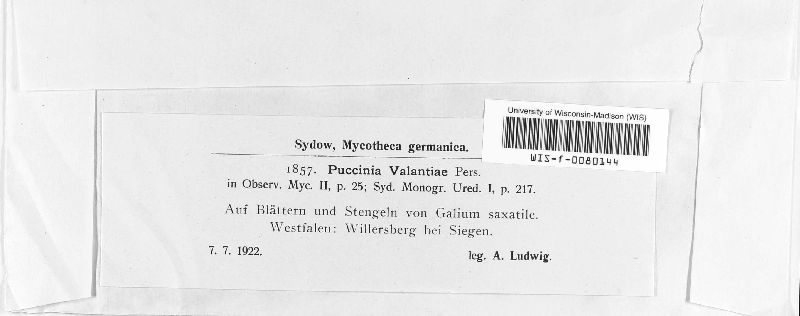 University of Wisconsin-Madison (WIS)
WIS-f-0080144
Sydow, Mycotheca germanica.
1857. Puccinia Valantiae Pers.
in Observ. Myc. II, p. 25; Syd. Monogr. Ured. I, p. 217.
Auf Blättern und Stengeln von Galium saxatile.
Westfalen: Willersberg bei Siegen.
7. 7. 1922. leg. A. Ludwig.